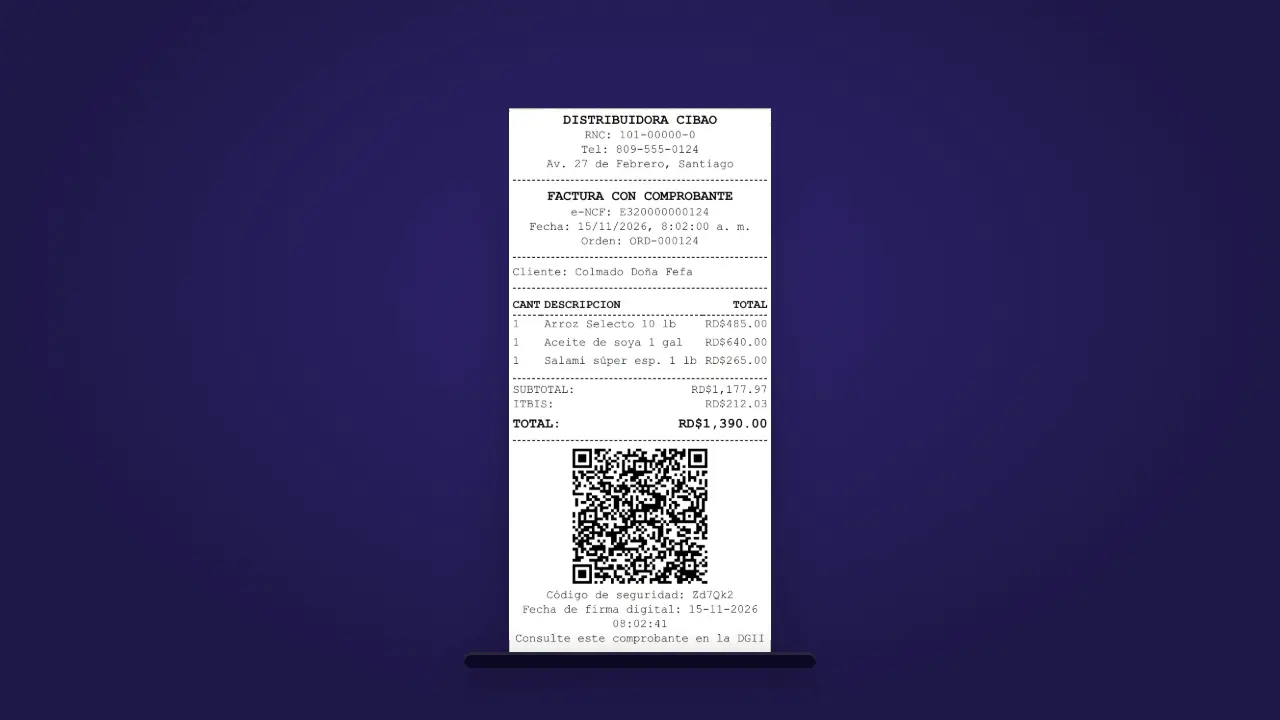 DISTRIBUIDORA CIBAO
RNC: 101-00000-0
Tel: 809-555-0124
Av. 27 de Febrero, Santiago
FACTURA CON COMPROBANTE
e-NCF: E320000000124
Fecha: 15/11/2026, 8:02:00 a. m.
Orden: ORD-000124
Cliente: Colmado Doña Fefa
CANT DESCRIPCION TOTAL
1 Arroz Selecto 10 lb RD$485.00
1 Aceite de soya 1 gal RD$640.00
1 Salami súper esp. 1 lb RD$265.00
SUBTOTAL: RD$1,177.97
ITBIS: RD$212.03
TOTAL: RD$1,390.00
Código de seguridad: Zd7Qk2
Fecha de firma digital: 15-11-2026
08:02:41
Consulte este comprobante en la DGII